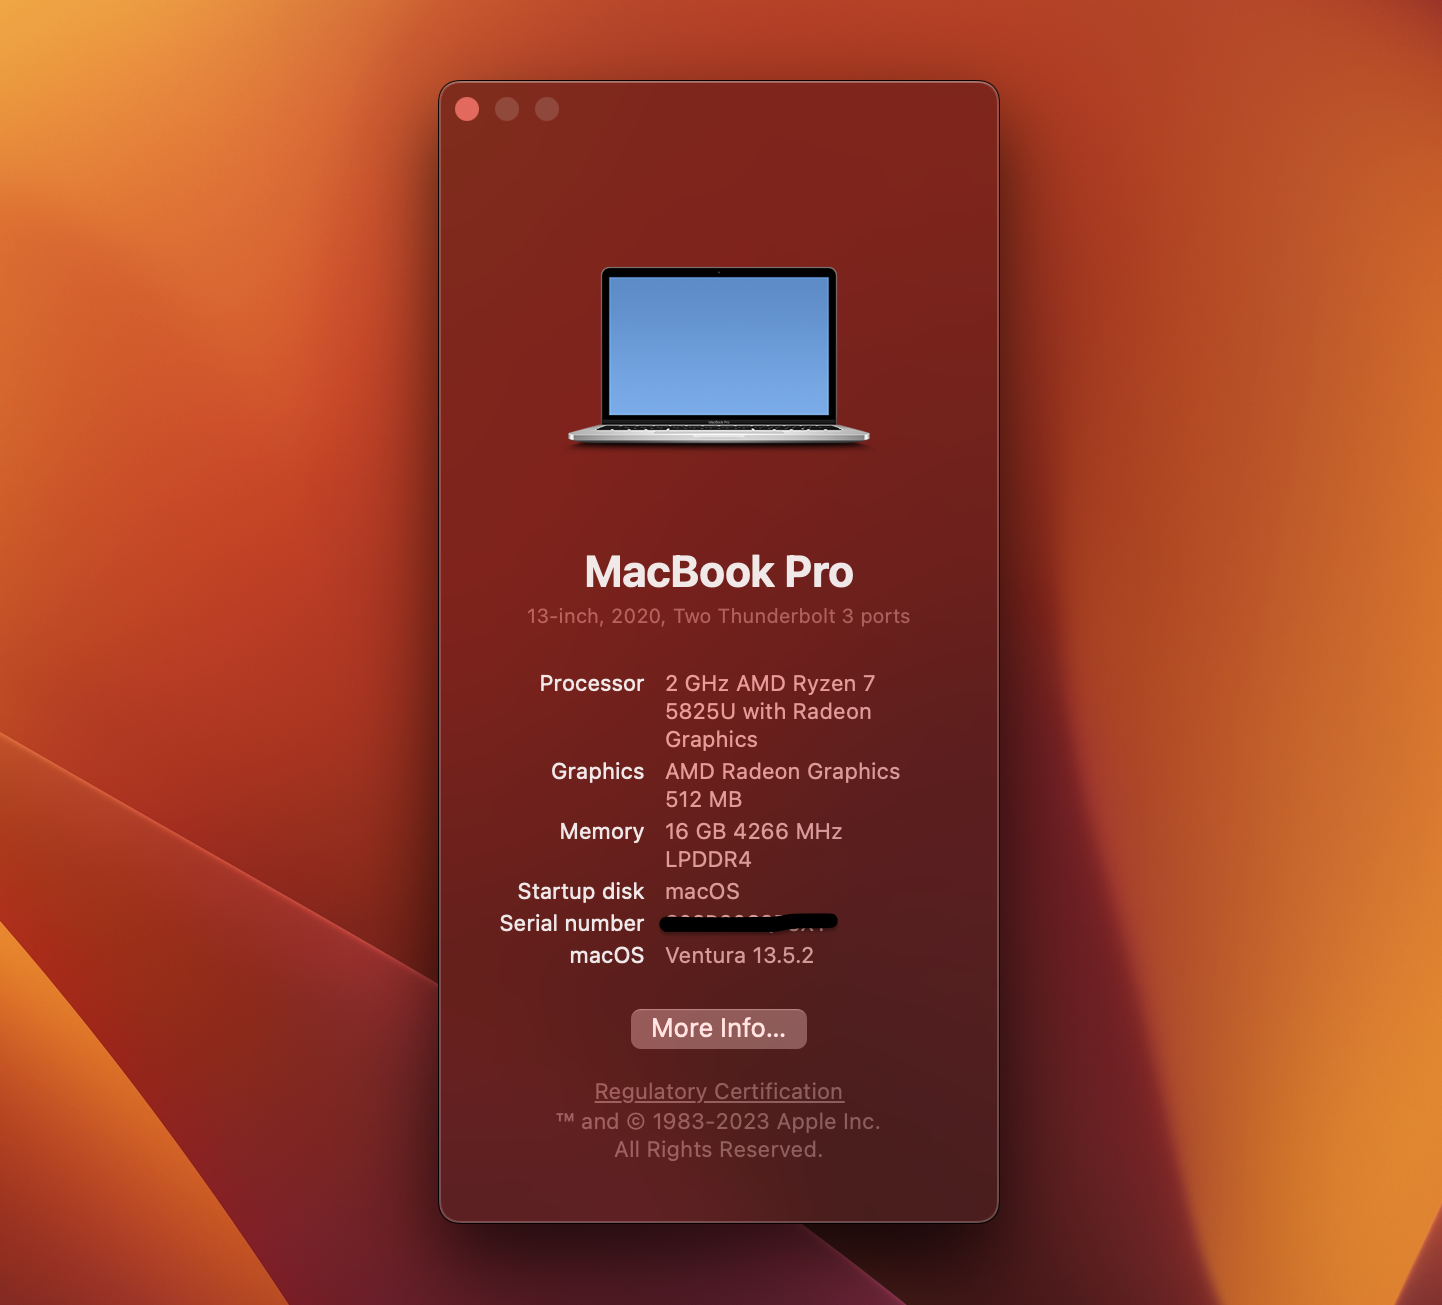 MacBook Pro
13-inch, 2020, Two Thunderbolt 3 ports
Processor 2 GHz AMD Ryzen 7
5825U with Radeon
Graphics
Graphics AMD Radeon Graphics
512 MB
Memory 16 GB 4266 MHz
LPDDR4
Startup disk macOS
Serial number
macOS Ventura 13.5.2
More Info...
Regulatory Certification
™ and © 1983-2023 Apple Inc.
All Rights Reserved.